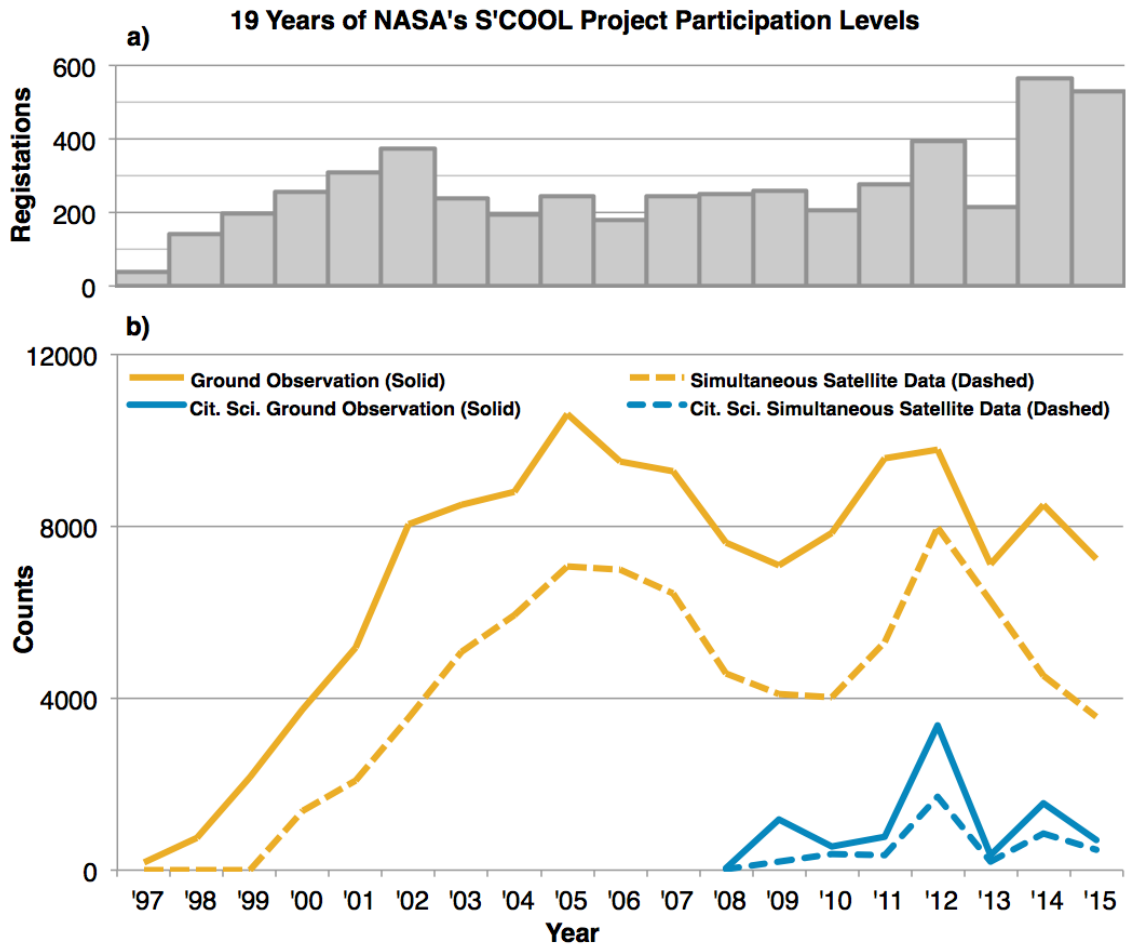 19 Years of NASA's S'COOL Project Participation Levels
a)
600
400
200
0
Registations
b)
12000
8000
4000
0
Counts
Ground Observation (Solid)
Simultaneous Satellite Data (Dashed)
Cit. Sci. Ground Observation (Solid)
Cit. Sci. Simultaneous Satellite Data (Dashed)
'97 '98 '99 '00 '01 '02 '03 '04 '05 '06 '07 '08 '09 '10 '11 '12 '13 '14 '15
Year